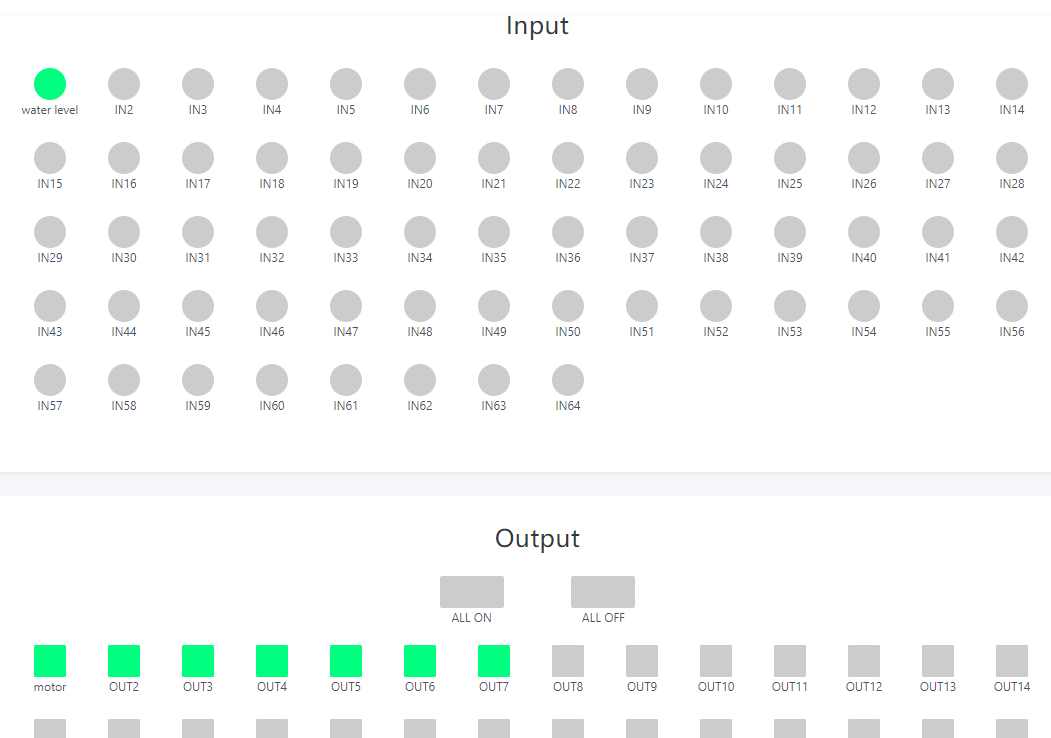 Input
water level IN2 IN3 IN4 IN5 IN6 IN7 IN8 IN9 IN10 IN11 IN12 IN13 IN14
IN15 IN16 IN17 IN18 IN19 IN20 IN21 IN22 IN23 IN24 IN25 IN26 IN27 IN28
IN29 IN30 IN31 IN32 IN33 IN34 IN35 IN36 IN37 IN38 IN39 IN40 IN41 IN42
IN43 IN44 IN45 IN46 IN47 IN48 IN49 IN50 IN51 IN52 IN53 IN54 IN55 IN56
IN57 IN58 IN59 IN60 IN61 IN62 IN63 IN64
Output
ALL ON ALL OFF
motor OUT2 OUT3 OUT4 OUT5 OUT6 OUT7 OUT8 OUT9 OUT10 OUT11 OUT12 OUT13 OUT14